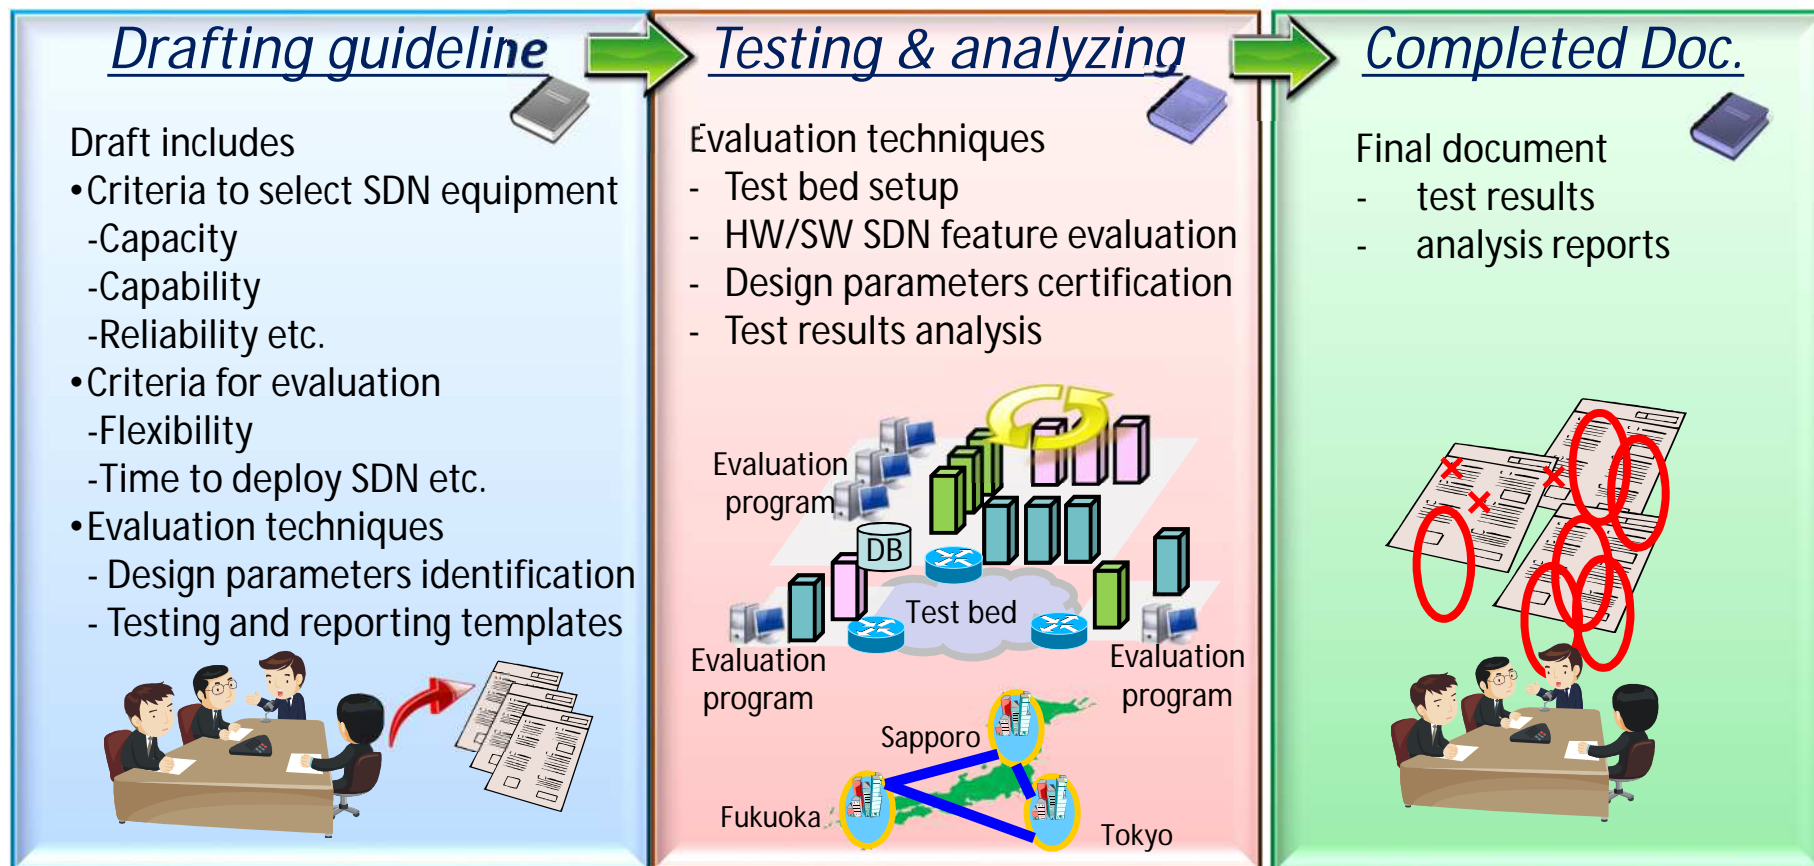 Drafting guideline
Draft includes
•Criteria to select SDN equipment
-Capacity
-Capability
-Reliability etc.
•Criteria for evaluation
-Flexibility
-Time to deploy SDN etc.
•Evaluation techniques
- Design parameters identification
- Testing and reporting templates
Testing & analyzing
Evaluation techniques
- Test bed setup
- HW/SW SDN feature evaluation
- Design parameters certification
- Test results analysis
Evaluation
program
DB
Test bed
Evaluation
program
Evaluation
program
Sapporo
Fukuoka
Tokyo
Completed Doc.
Final document
- test results
- analysis reports